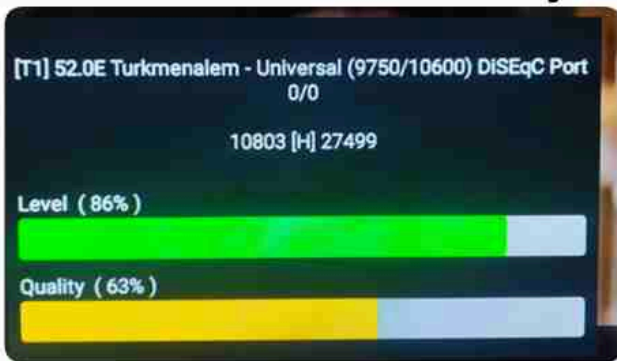 [T1] 52.0E Turkmenalem - Universal (9750/10600) DiSEqC Port
0/0
10803 [H] 27499
Level ( 86% )
Quality ( 63% )